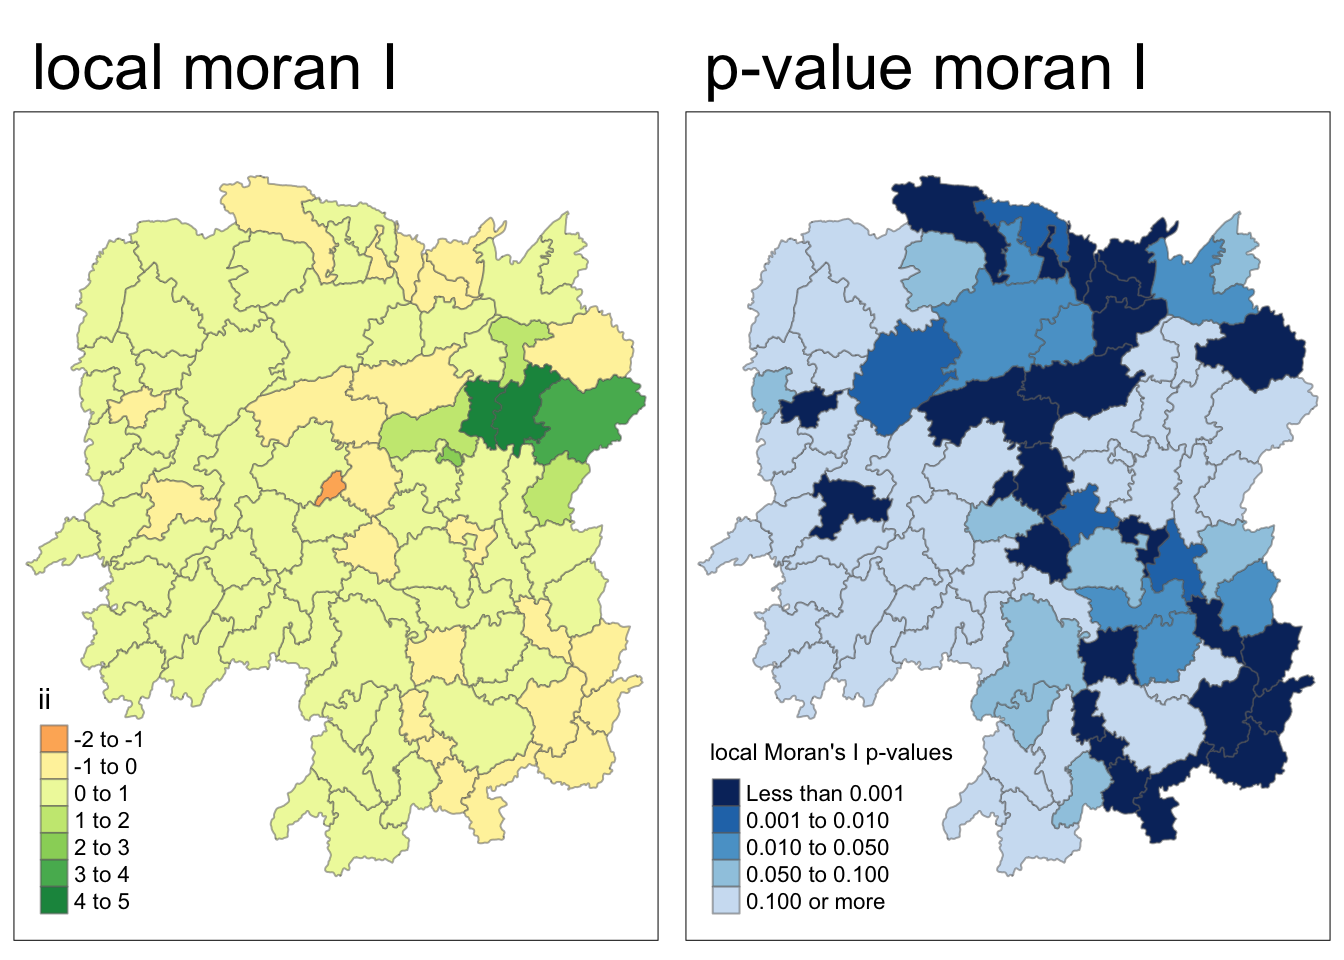 local moran I
p-value moran I
ii
-2 to -1
-1 to 0
0 to 1
1 to 2
2 to 3
3 to 4
4 to 5
local Moran's I p-values
Less than 0.001
0.001 to 0.010
0.010 to 0.050
0.050 to 0.100
0.100 or more